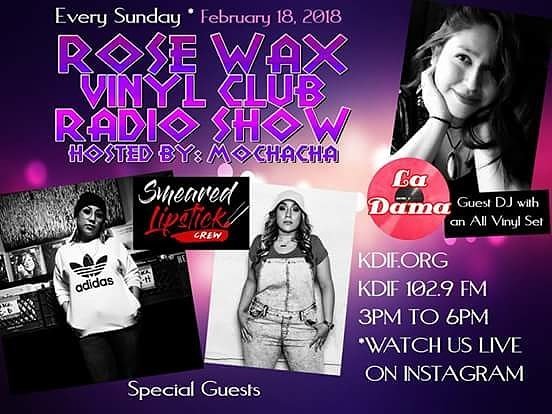 Every Sunday * February 18, 2018
ROSE WAX
VINYL CLUB
RADIO SHOW
HOSTED BY: MOCHACHA
Smeared
Lipstick
CREW
La
Dama
Guest DJ with
an All Vinyl Set
adidas
KDIF.ORG
KDIF 102.9 FM
3PM TO 6PM
*WATCH US LIVE
ON INSTAGRAM
Special Guests